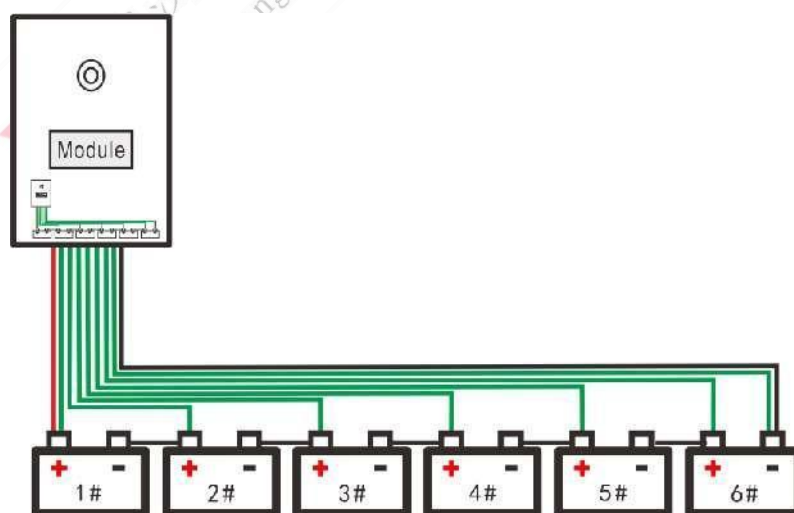 Module
+ - + - + - + - + - + -
1# 2# 3# 4# 5# 6#